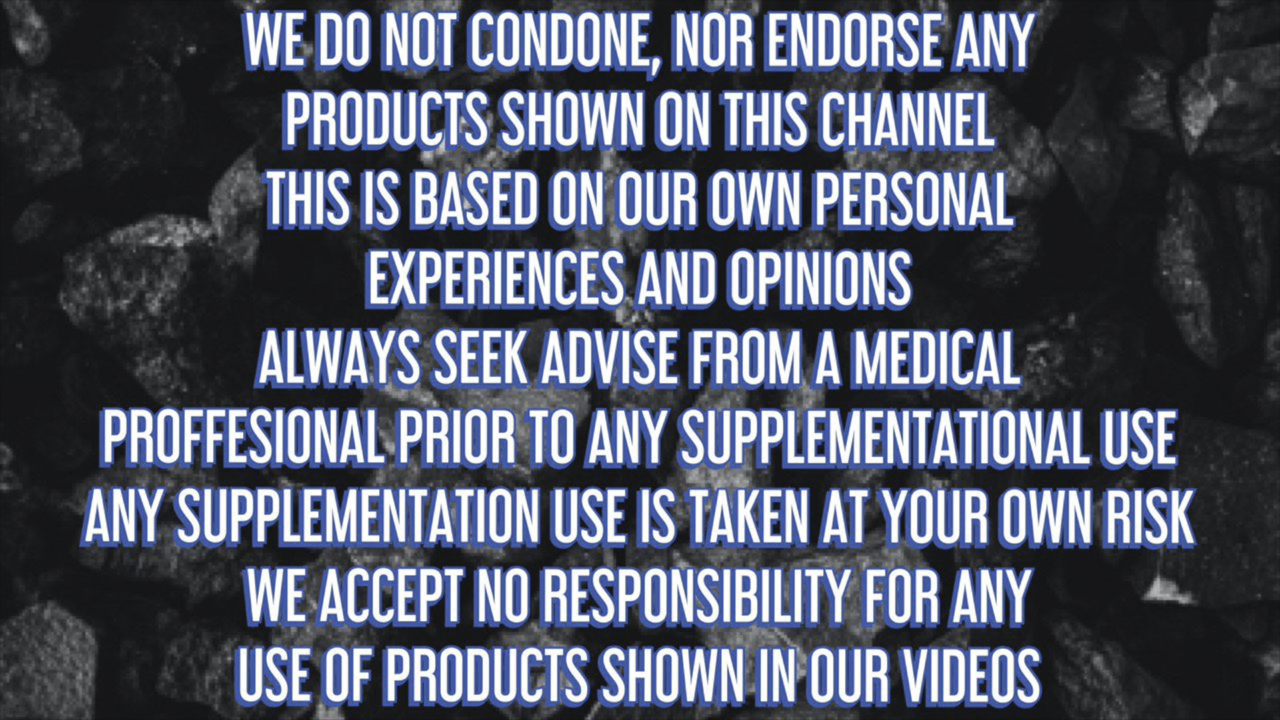 WE DO NOT CONDONE, NOR ENDORSE ANY
PRODUCTS SHOWN ON THIS CHANNEL
THIS IS BASED ON OUR OWN PERSONAL
EXPERIENCES AND OPINIONS
ALWAYS SEEK ADVISE FROM A MEDICAL
PROFFESIONAL PRIOR TO ANY SUPPLEMENTATIONAL USE
ANY SUPPLEMENTATION USE IS TAKEN AT YOUR OWN RISK
WE ACCEPT NO RESPONSIBILITY FOR ANY
USE OF PRODUCTS SHOWN IN OUR VIDEOS